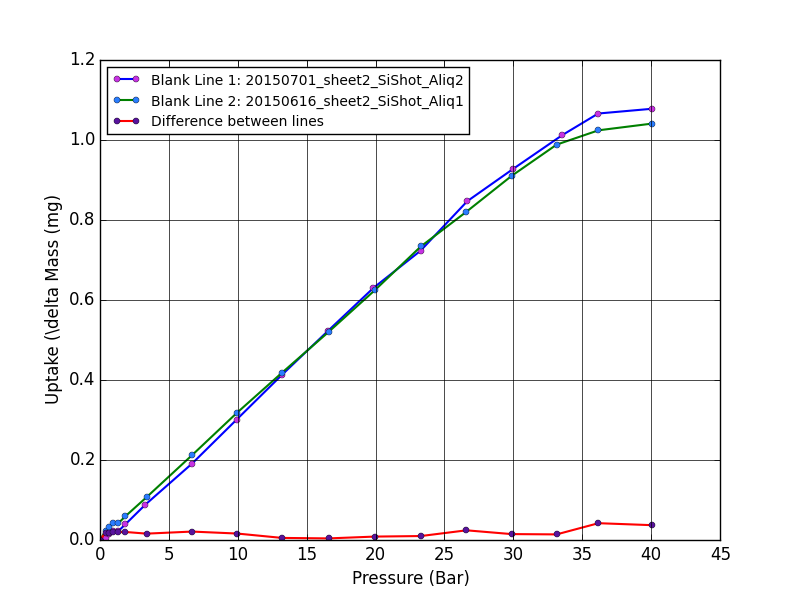 Blank Line 1: 20150701_sheet2_SiShot_Aliq2
Blank Line 2: 20150616_sheet2_SiShot_Aliq1
Difference between lines
Uptake (\delta Mass (mg)
1.2
1.0
0.8
0.6
0.4
0.2
0.0
0 5 10 15 20 25 30 35 40 45
Pressure (Bar)